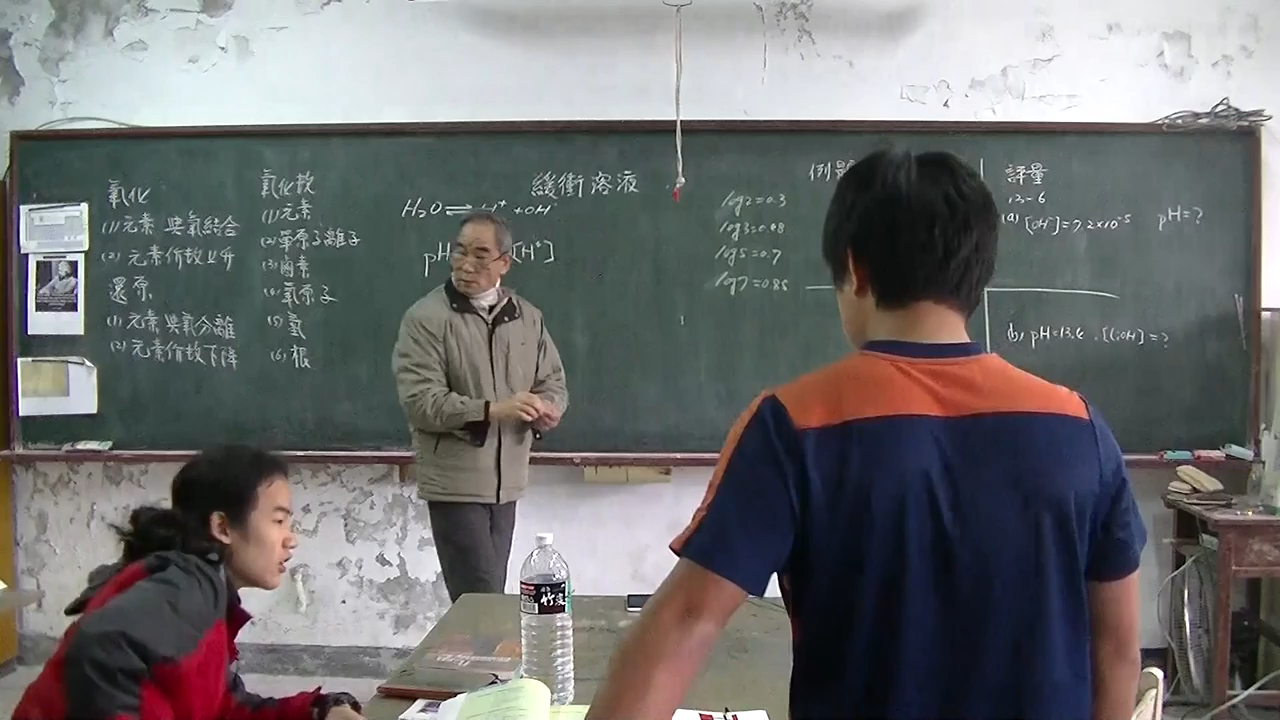 氧化
(1)元素與氧結合
(2)元素價數上升
還原
(1)元素與氧分離
(2)元素價數下降
氧化數
(1)元素
(2)單原子離子
(3)鹵素
(4)氧原子
(5)氫
(6)根
緩衝溶液
H₂O⇌H⁺+OH⁻
pH
[H⁺]
log2=0.3
log3=0.48
log5=0.7
log7=0.85
例題
評量
13-6
(a) [OH⁻]=7.2×10⁻⁵ pH=?
(b) pH=13.4,